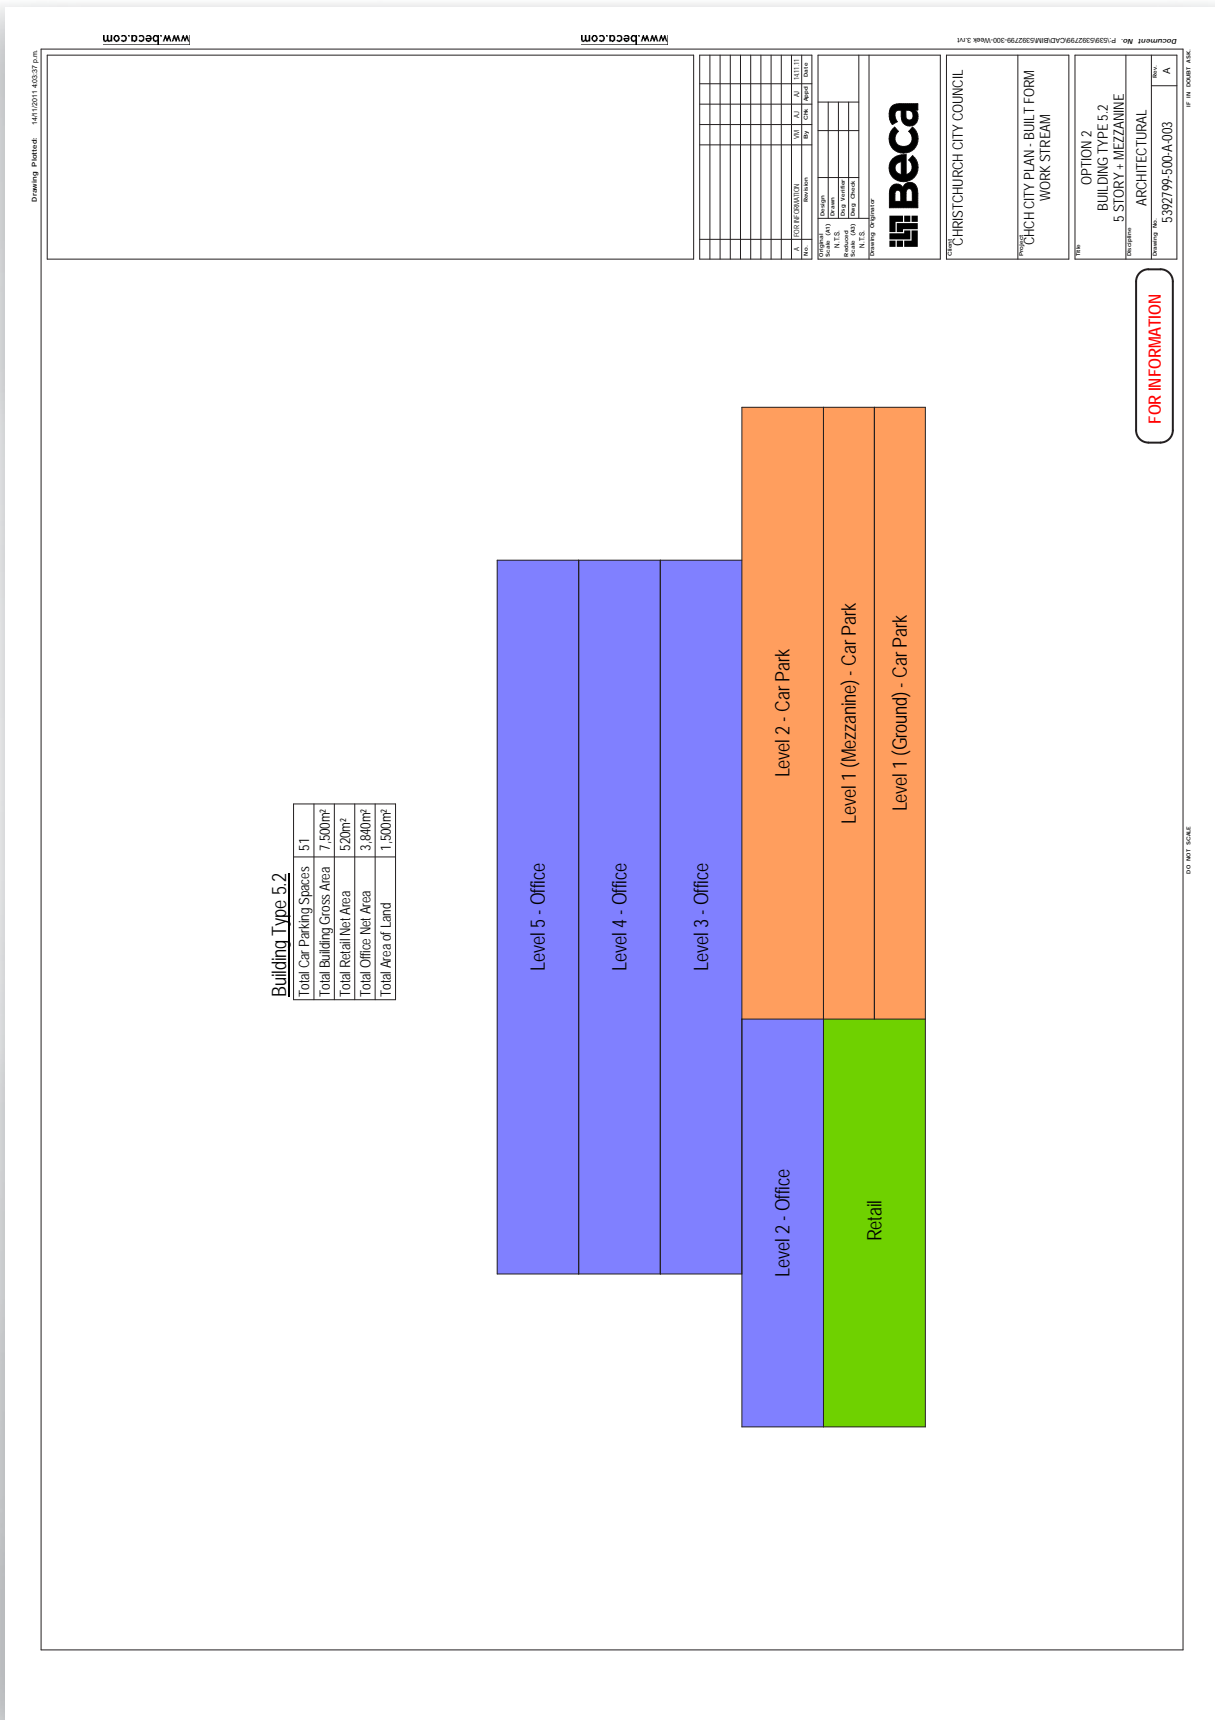 Building Type 5.2
Total Car Parking Spaces 51
Total Building Gross Area 7,500m²
Total Retail Net Area 520m²
Total Office Net Area 3,840m²
Total Area of Land 1,500m²
Level 5 - Office
Level 4 - Office
Level 3 - Office
Level 2 - Office
Level 2 - Car Park
Retail
Level 1 (Mezzanine) - Car Park
Level 1 (Ground) - Car Park
FOR INFORMATION
Drawing Plotted: 14/11/2011 4:03:37 p.m.
www.beca.com
www.beca.com
A FOR INFORMATION VM AJ AJ 14.11.11
No. Revision By Chk Appd Date
Original Scale (A1)
N.T.S.
Reduced Scale (A3)
N.T.S.
Design
Drawn
Dsg Verifier
Dwg Check
Drawing Originator
Beca
Client
CHRISTCHURCH CITY COUNCIL
Project
CHCH CITY PLAN - BUILT FORM
WORK STREAM
Title
OPTION 2
BUILDING TYPE 5.2
5 STORY + MEZZANINE
Discipline
ARCHITECTURAL
Drawing No.
5392799-500-A-003
Rev.
A
DO NOT SCALE
IF IN DOUBT ASK.
Document No. P:\539\5392799\CAD\BIM\5392799-300-Week 3.rvt